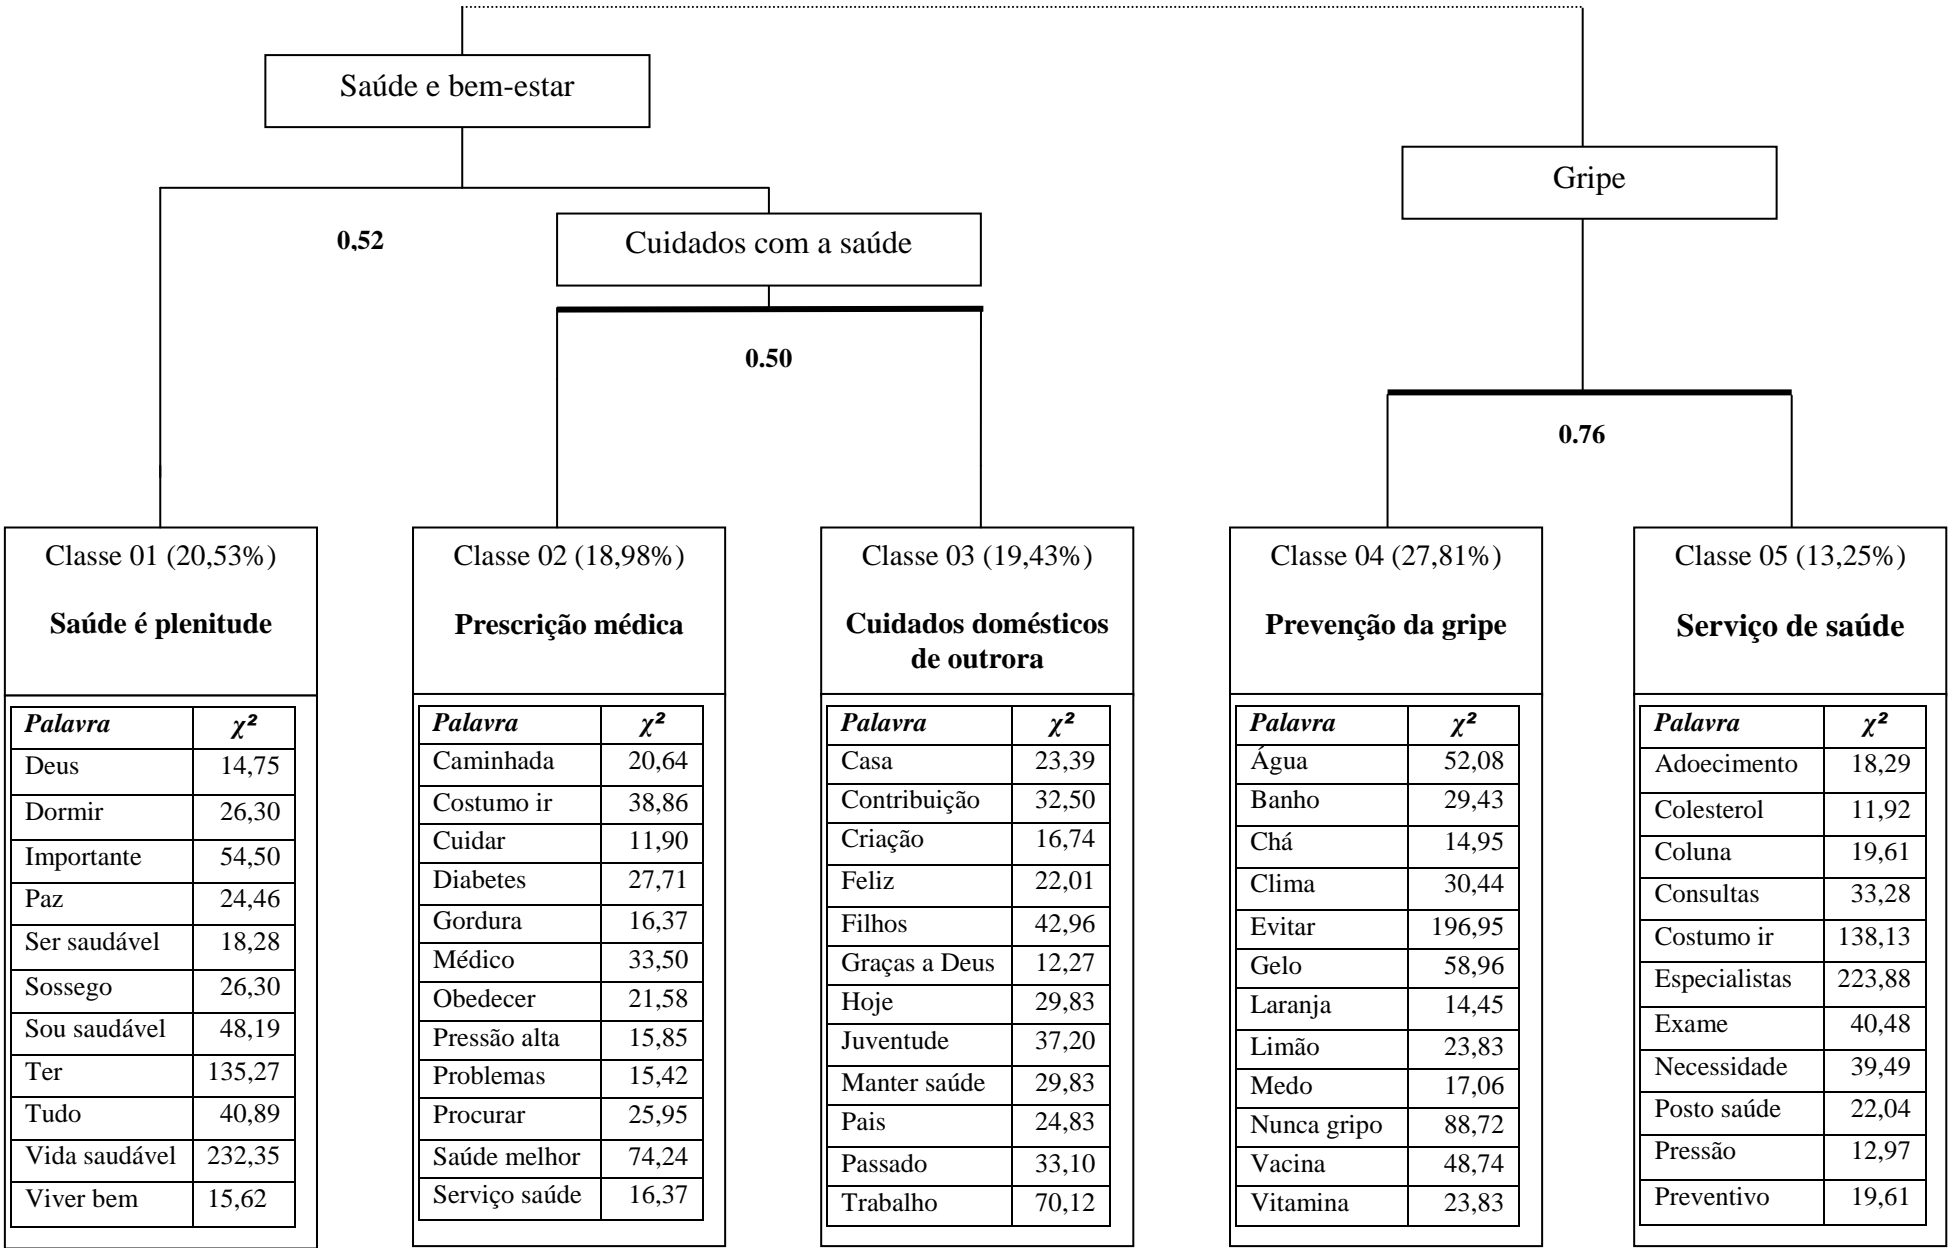 Saúde e bem-estar
Gripe
0,52
Cuidados com a saúde
0.50
0.76
Classe 01 (20,53%)
Saúde é plenitude
Palavra χ²
Deus 14,75
Dormir 26,30
Importante 54,50
Paz 24,46
Ser saudável 18,28
Sossego 26,30
Sou saudável 48,19
Ter 135,27
Tudo 40,89
Vida saudável 232,35
Viver bem 15,62
Classe 02 (18,98%)
Prescrição médica
Palavra χ²
Caminhada 20,64
Costumo ir 38,86
Cuidar 11,90
Diabetes 27,71
Gordura 16,37
Médico 33,50
Obedecer 21,58
Pressão alta 15,85
Problemas 15,42
Procurar 25,95
Saúde melhor 74,24
Serviço saúde 16,37
Classe 03 (19,43%)
Cuidados domésticos
de outrora
Palavra χ²
Casa 23,39
Contribuição 32,50
Criação 16,74
Feliz 22,01
Filhos 42,96
Graças a Deus 12,27
Hoje 29,83
Juventude 37,20
Manter saúde 29,83
Pais 24,83
Passado 33,10
Trabalho 70,12
Classe 04 (27,81%)
Prevenção da gripe
Palavra χ²
Água 52,08
Banho 29,43
Chá 14,95
Clima 30,44
Evitar 196,95
Gelo 58,96
Laranja 14,45
Limão 23,83
Medo 17,06
Nunca gripo 88,72
Vacina 48,74
Vitamina 23,83
Classe 05 (13,25%)
Serviço de saúde
Palavra χ²
Adoecimento 18,29
Colesterol 11,92
Coluna 19,61
Consultas 33,28
Costumo ir 138,13
Especialistas 223,88
Exame 40,48
Necessidade 39,49
Posto saúde 22,04
Pressão 12,97
Preventivo 19,61